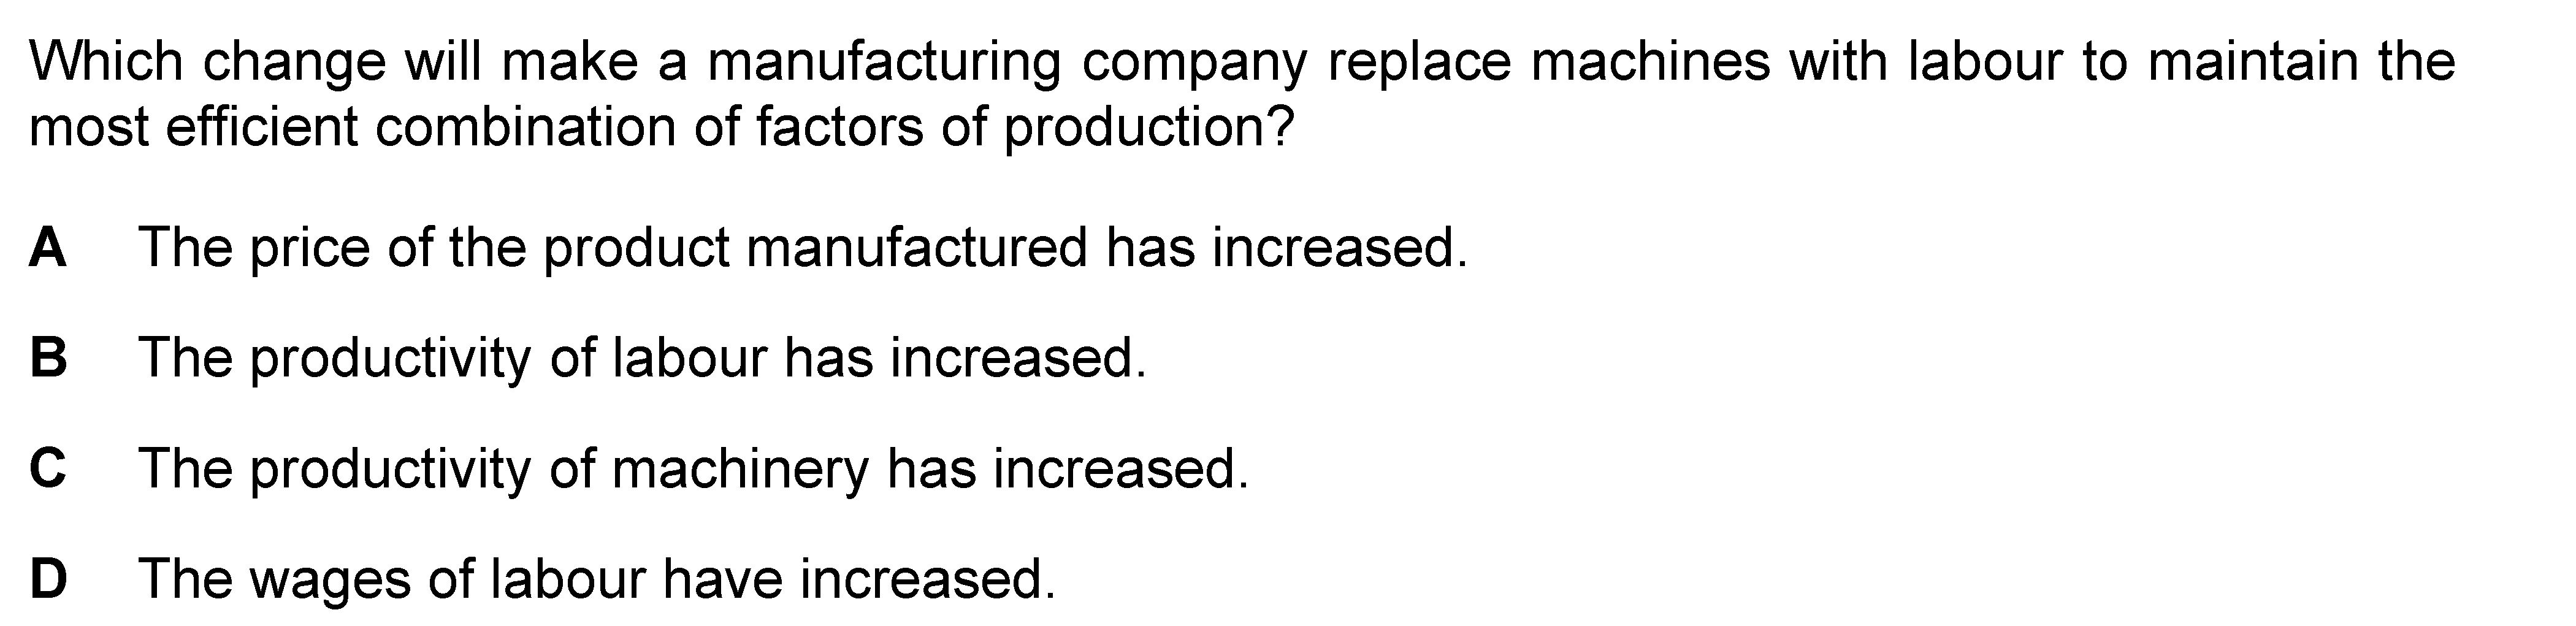 Which change will make a manufacturing company replace machines with labour to maintain the
most efficient combination of factors of production?
A The price of the product manufactured has increased.
B The productivity of labour has increased.
C The productivity of machinery has increased.
D The wages of labour have increased.